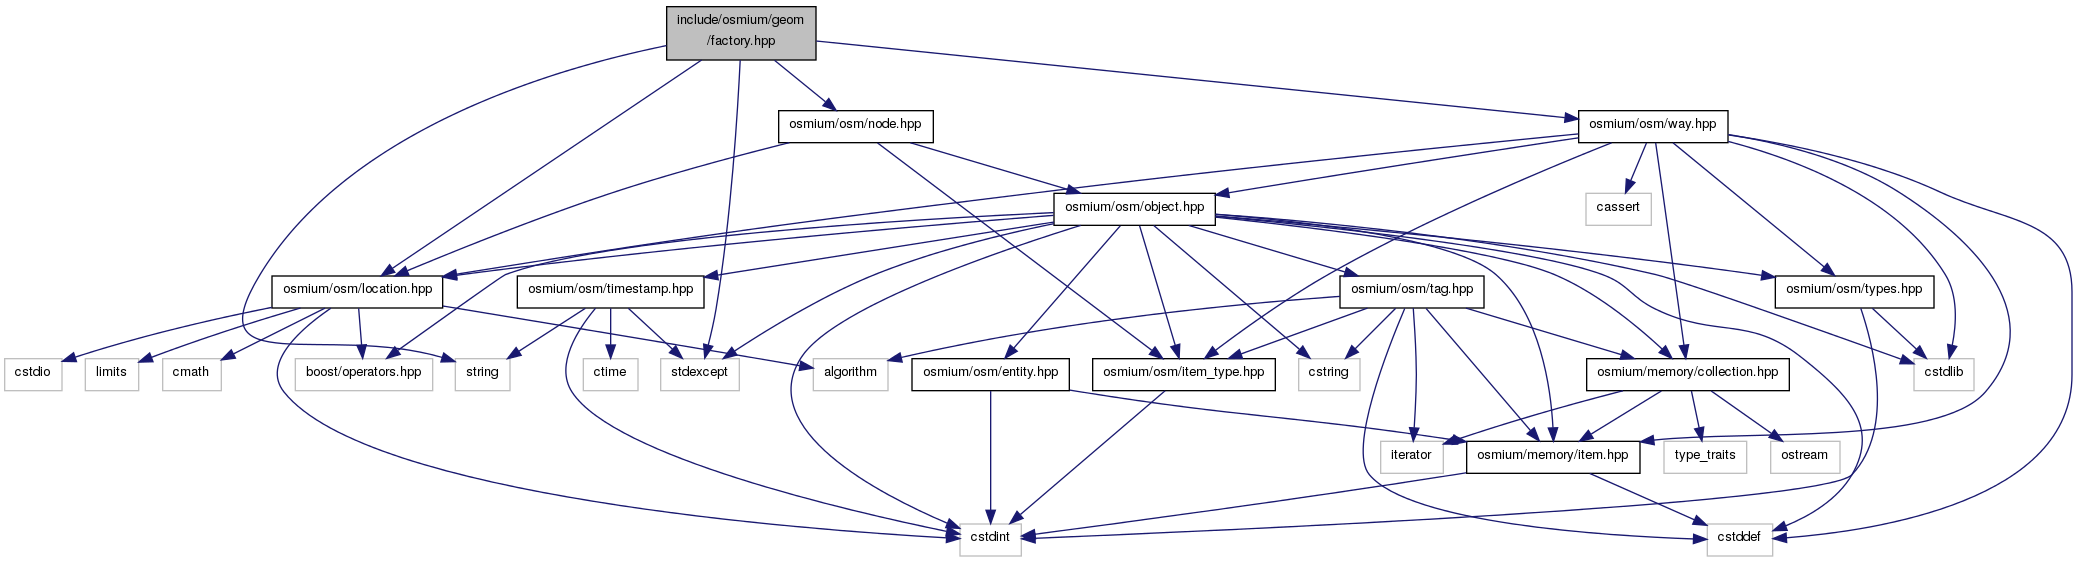 include/osmium/geom
/factory.hpp
osmium/osm/node.hpp
osmium/osm/way.hpp
osmium/osm/object.hpp
cassert
osmium/osm/location.hpp
osmium/osm/timestamp.hpp
osmium/osm/tag.hpp
osmium/osm/types.hpp
cstdio
limits
cmath
boost/operators.hpp
string
ctime
stdexcept
algorithm
osmium/osm/entity.hpp
osmium/osm/item_type.hpp
cstring
osmium/memory/collection.hpp
cstdlib
iterator
osmium/memory/item.hpp
type_traits
ostream
cstdint
cstddef